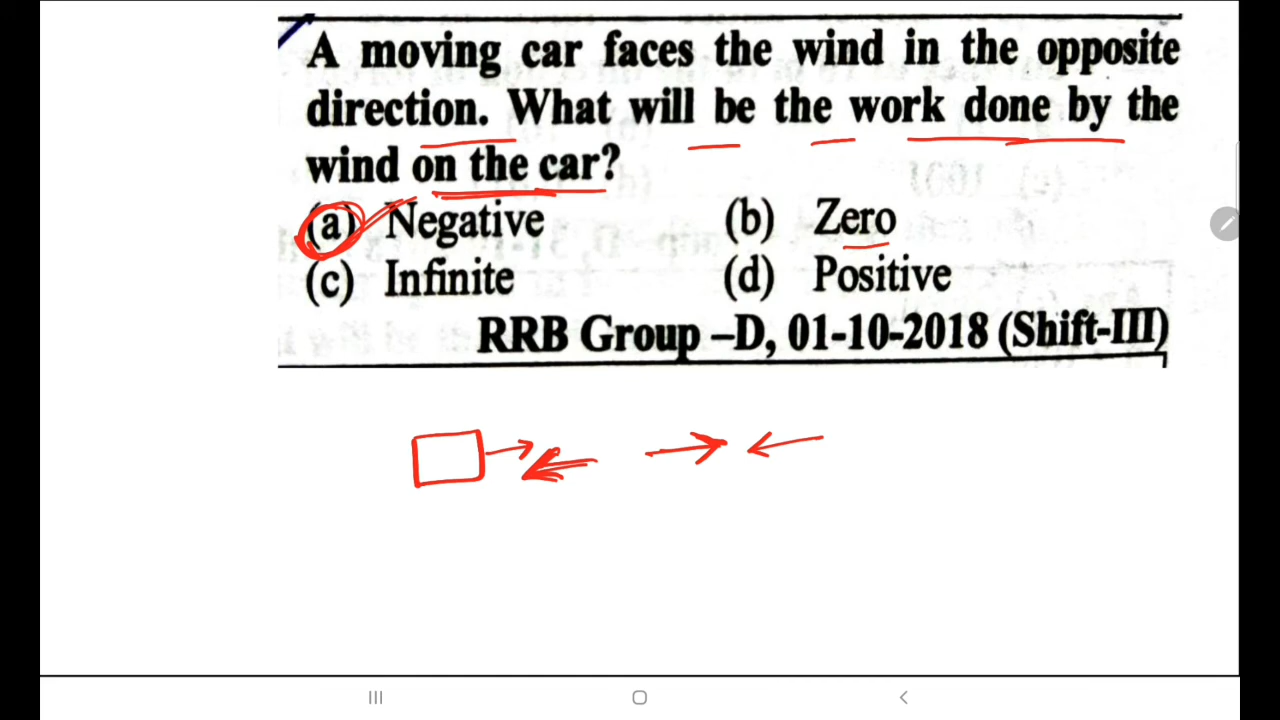 A moving car faces the wind in the opposite
direction. What will be the work done by the
wind on the car?
(a) Negative (b) Zero
(c) Infinite (d) Positive
RRB Group –D, 01-10-2018 (Shift-III)